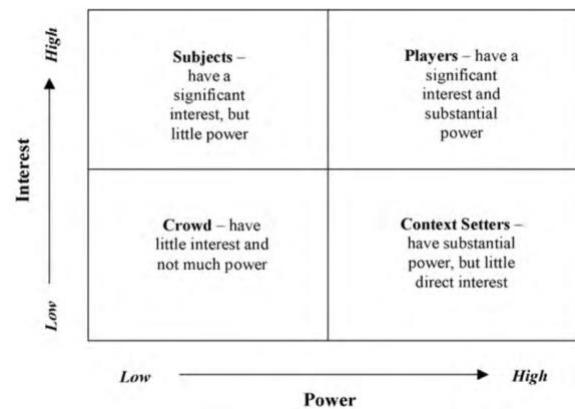 High
Interest
Low
Subjects –
have a
significant
interest, but
little power
Players – have a
significant
interest and
substantial
power
Crowd – have
little interest and
not much power
Context Setters –
have substantial
power, but little
direct interest
Low
High
Power